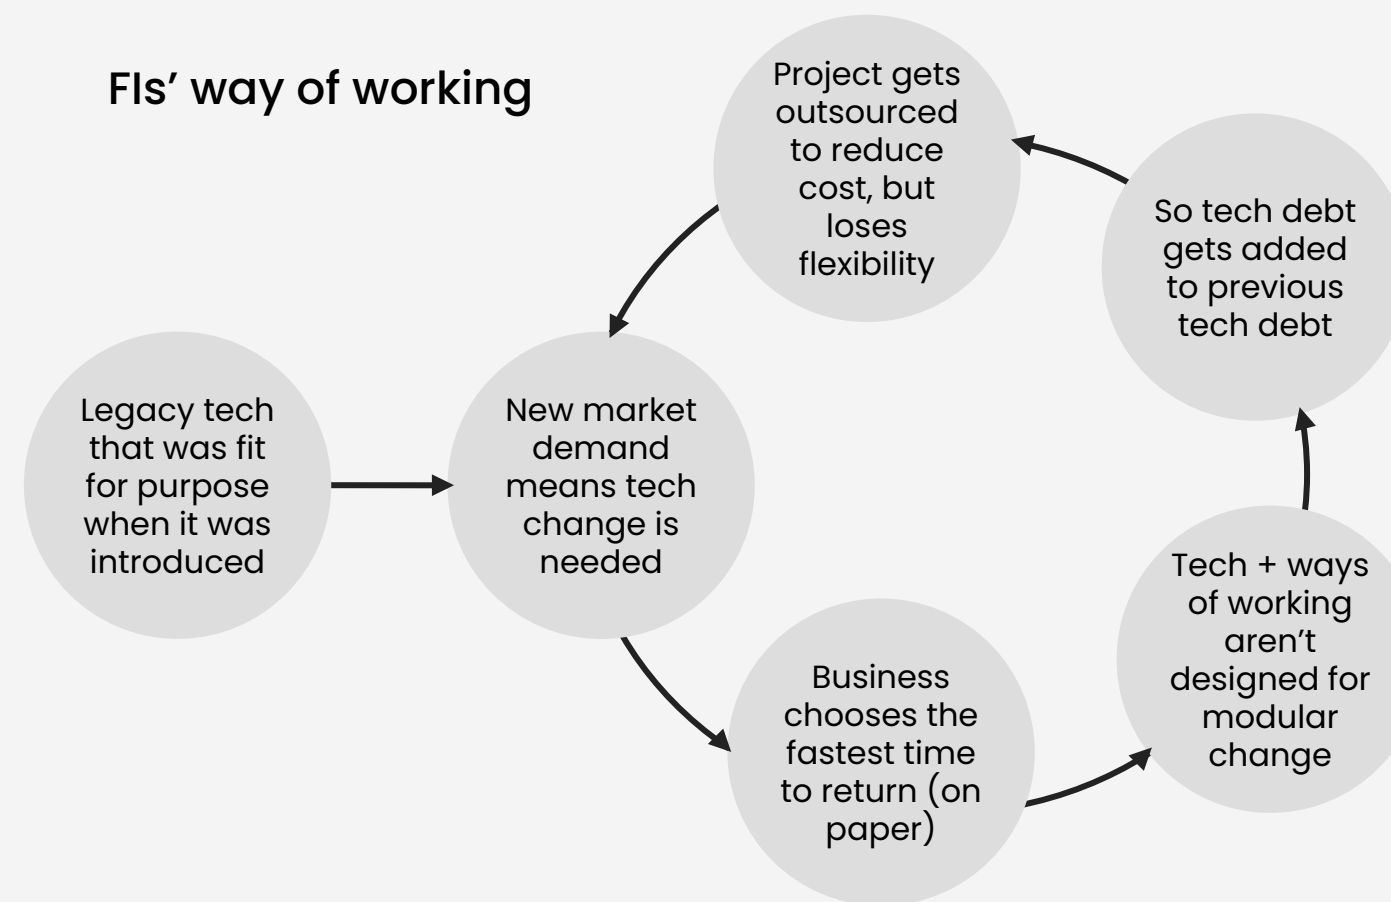 FIs’ way of working
Legacy tech
that was fit
for purpose
when it was
introduced
New market
demand
means tech
change is
needed
Business
chooses the
fastest time
to return (on
paper)
Tech + ways
of working
aren’t
designed for
modular
change
So tech debt
gets added
to previous
tech debt
Project gets
outsourced
to reduce
cost, but
loses
flexibility